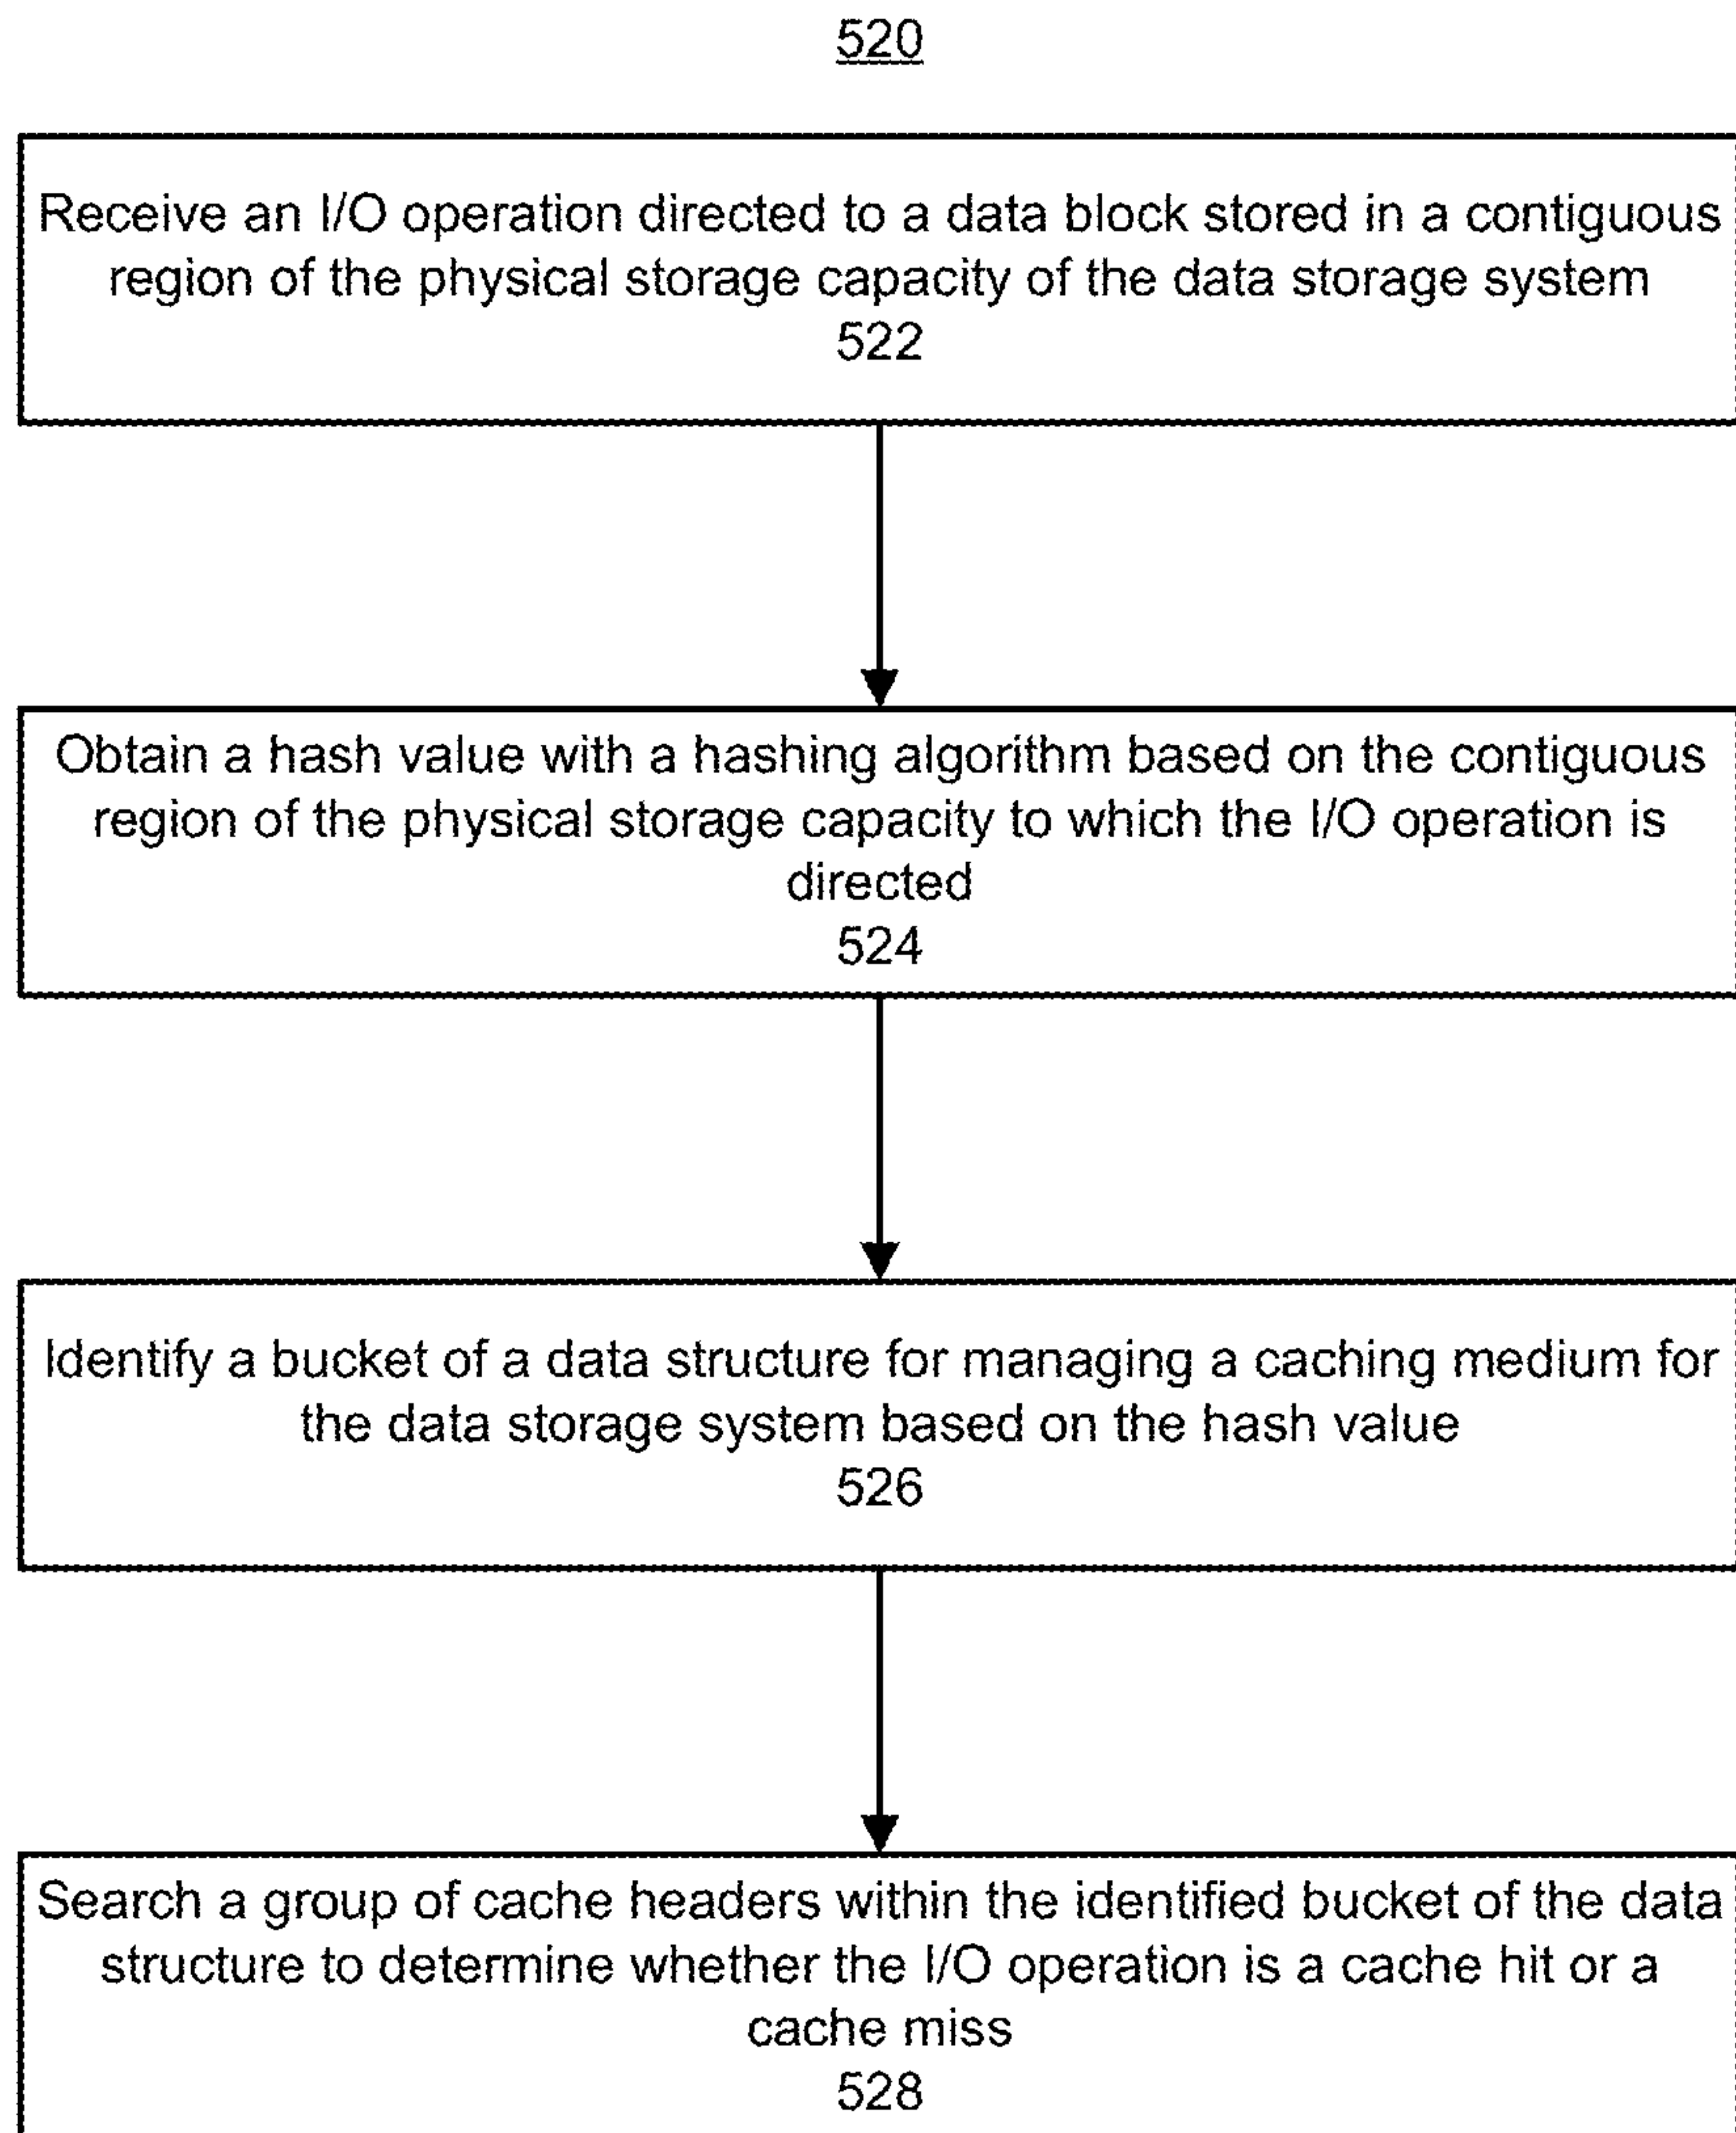 520
Receive an I/O operation directed to a data block stored in a contiguous
region of the physical storage capacity of the data storage system
522
Obtain a hash value with a hashing algorithm based on the contiguous
region of the physical storage capacity to which the I/O operation is
directed
524
Identify a bucket of a data structure for managing a caching medium for
the data storage system based on the hash value
526
Search a group of cache headers within the identified bucket of the data
structure to determine whether the I/O operation is a cache hit or a
cache miss
528